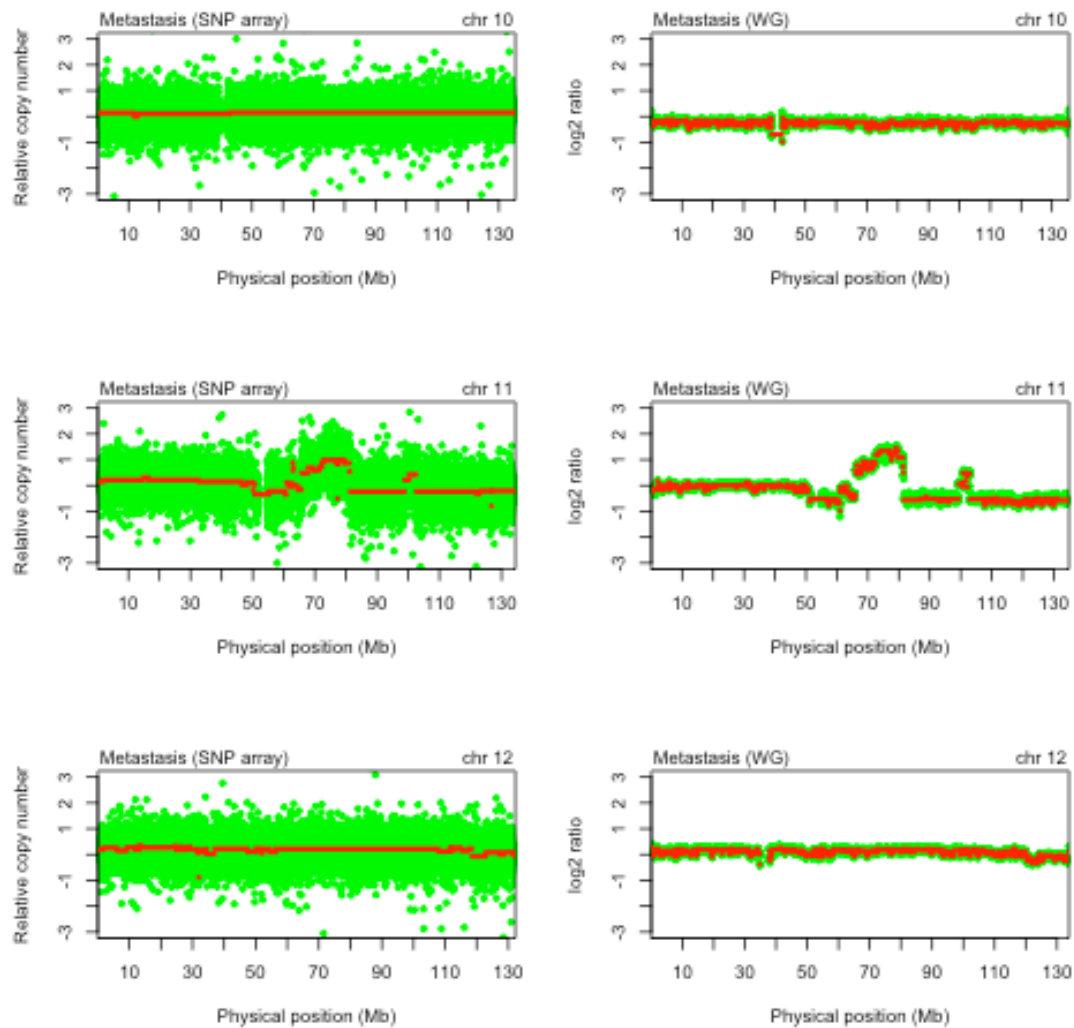 Metastasis (SNP array) chr 10
Relative copy number
3
2
1
-1
-3
10 30 50 70 90 110 130
Physical position (Mb)
Metastasis (WG) chr 10
log2 ratio
3
2
1
-1
-3
10 30 50 70 90 110 130
Physical position (Mb)
Metastasis (SNP array) chr 11
Relative copy number
3
2
1
-1
-3
10 30 50 70 90 110 130
Physical position (Mb)
Metastasis (WG) chr 11
log2 ratio
3
2
1
-1
-3
10 30 50 70 90 110 130
Physical position (Mb)
Metastasis (SNP array) chr 12
Relative copy number
3
2
1
-1
-3
10 30 50 70 90 110 130
Physical position (Mb)
Metastasis (WG) chr 12
log2 ratio
3
2
1
-1
-3
10 30 50 70 90 110 130
Physical position (Mb)